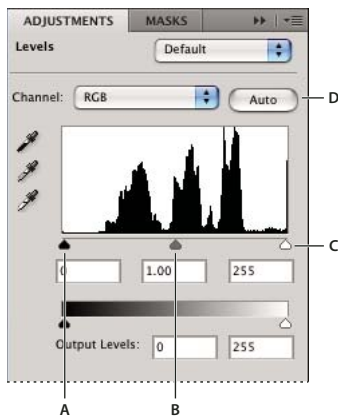 ADJUSTMENTS MASKS
Levels Default
Channel: RGB Auto D
C
0 1.00 255
Output Levels: 0 255
A B